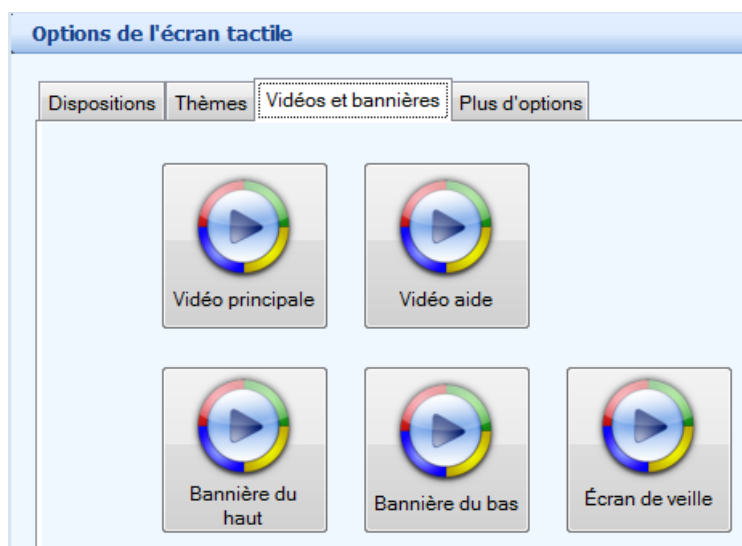 Options de l'écran tactile
Dispositions Thèmes Vidéos et bannières Plus d'options
Vidéo principale Vidéo aide
Bannière du
haut
Bannière du bas
Écran de veille